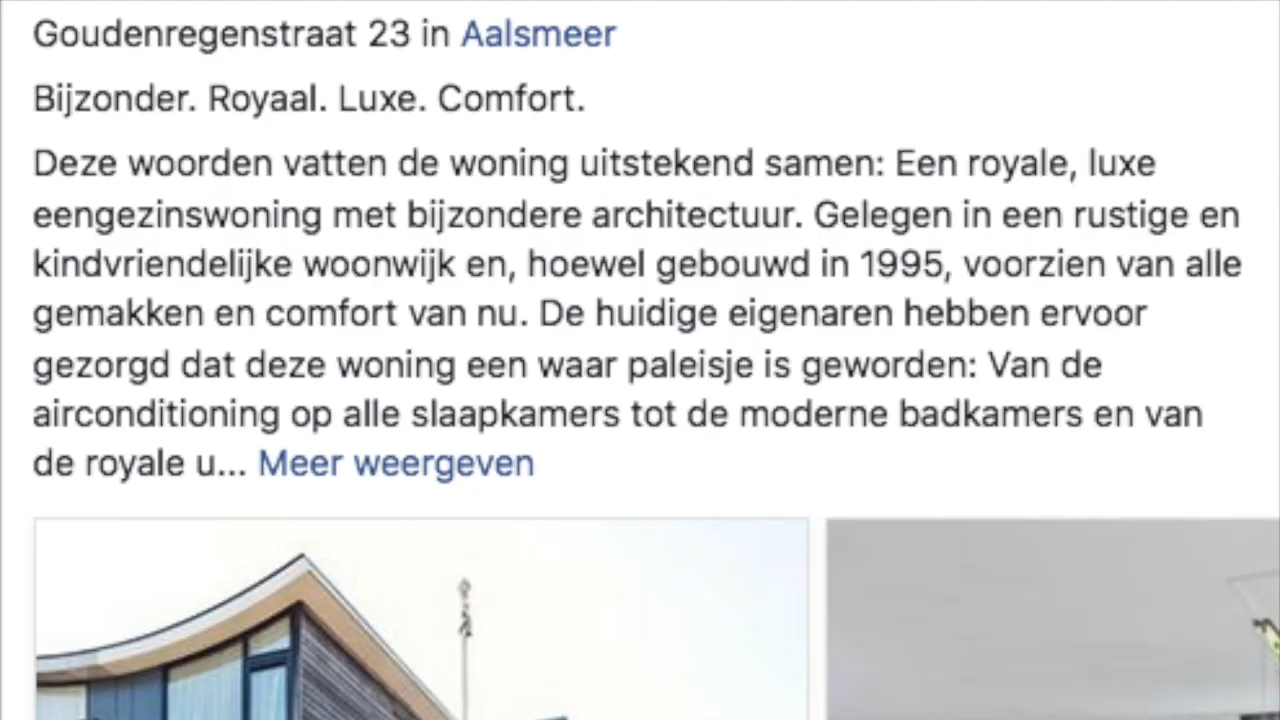 Goudenregenstraat 23 in Aalsmeer
Bijzonder. Royaal. Luxe. Comfort.
Deze woorden vatten de woning uitstekend samen: Een royale, luxe
eengezinswoning met bijzondere architectuur. Gelegen in een rustige en
kindvriendelijke woonwijk en, hoewel gebouwd in 1995, voorzien van alle
gemakken en comfort van nu. De huidige eigenaren hebben ervoor
gezorgd dat deze woning een waar paleisje is geworden: Van de
airconditioning op alle slaapkamers tot de moderne badkamers en van
de royale u... Meer weergeven